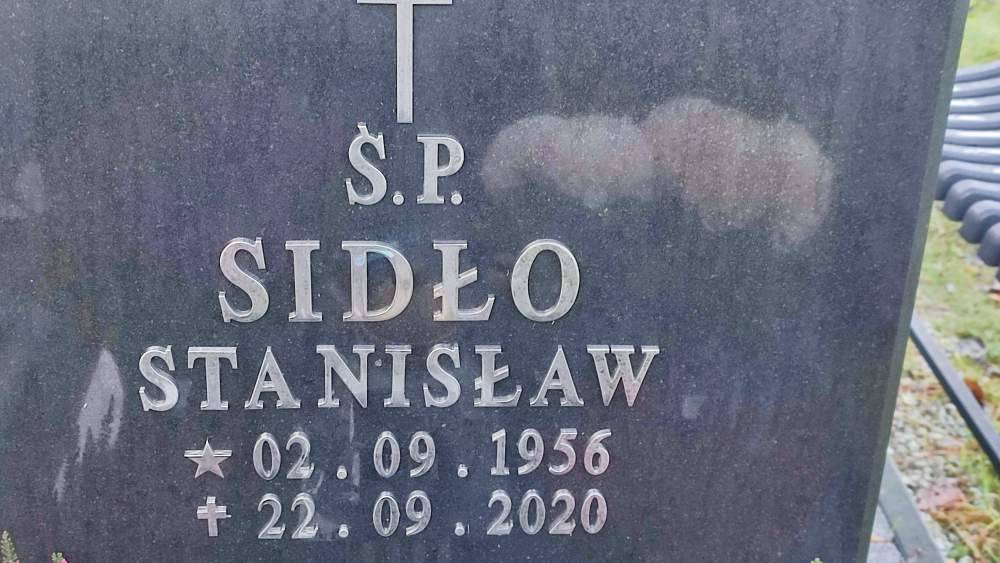 Ś.P.
SIDŁO
STANISŁAW
★ 02.09.1956
✝ 22.09.2020